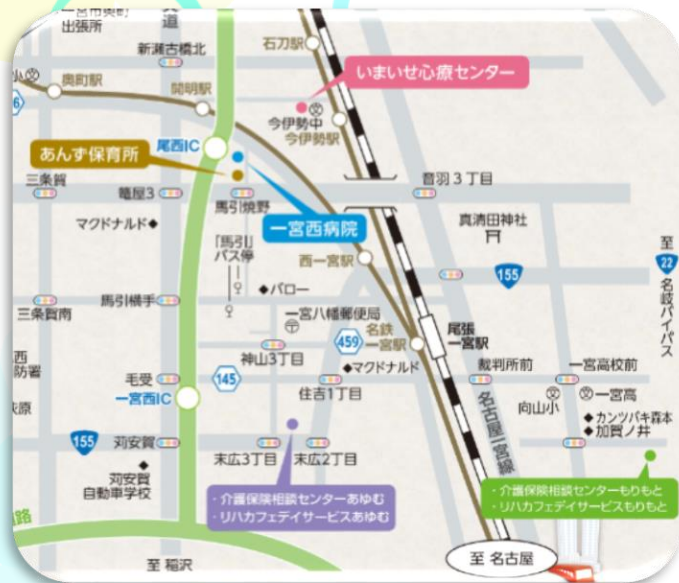 一宮市奥町
出張所
新瀬古橋北
石刀駅
いまいせ心療センター
奥町駅
開明駅
今伊勢中
今伊勢駅
尾西IC
あんず保育所
三条賀
籠屋3
馬引焼野
音羽3丁目
一宮西病院
マクドナルド
真清田神社
「馬引」
バス停
西一宮駅
至
22
名岐バイパス
155
バロー
馬引横手
三条賀南
一宮八幡郵便局
459
名鉄
一宮駅
尾張
一宮駅
マクドナルド
神山3丁目
裁判所前
一宮高校前
毛受
145
住吉1丁目
一宮西IC
向山小
一宮高
カンツバキ森本
加賀ノ井
名古屋一宮線
155
苅安賀
末広3丁目
末広2丁目
苅安賀
自動車学校
・介護保険相談センターあゆむ
・リハカフェデイサービスあゆむ
・介護保険相談センターもりもと
・リハカフェデイサービスもりもと
至 稲沢
至 名古屋